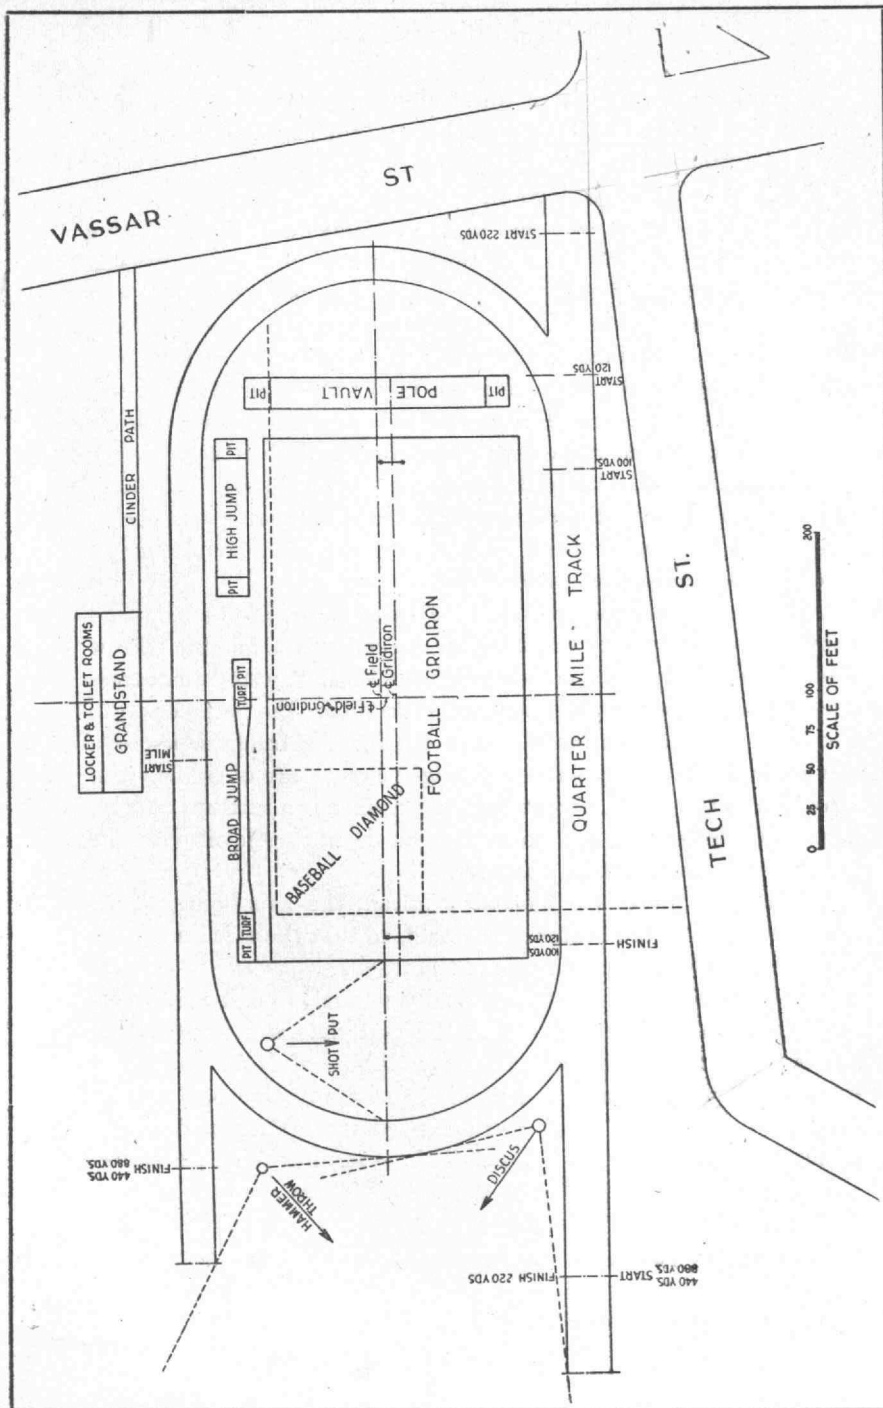 VASSAR ST
START 220 YDS
CINDER PATH
START
120 YDS
PIT VAULT POLE PIT
PIT HIGH JUMP PIT
START
100 YDS.
LOCKER & TOILET ROOMS
GRANDSTAND
START
MILE
PIT TURF BROAD JUMP TURF PIT
℄ Field
℄ Gridiron
℄ Field & Gridiron
FOOTBALL GRIDIRON
QUARTER MILE TRACK
BASEBALL DIAMOND
TECH ST.
0 25 50 75 100 200
SCALE OF FEET
100 YDS.
120 YDS.
FINISH
SHOT PUT
440 YDS.
880 YDS.
FINISH
HAMMER
THROW
DISCUS
FINISH 220 YDS
START
440 YDS.
880 YDS.